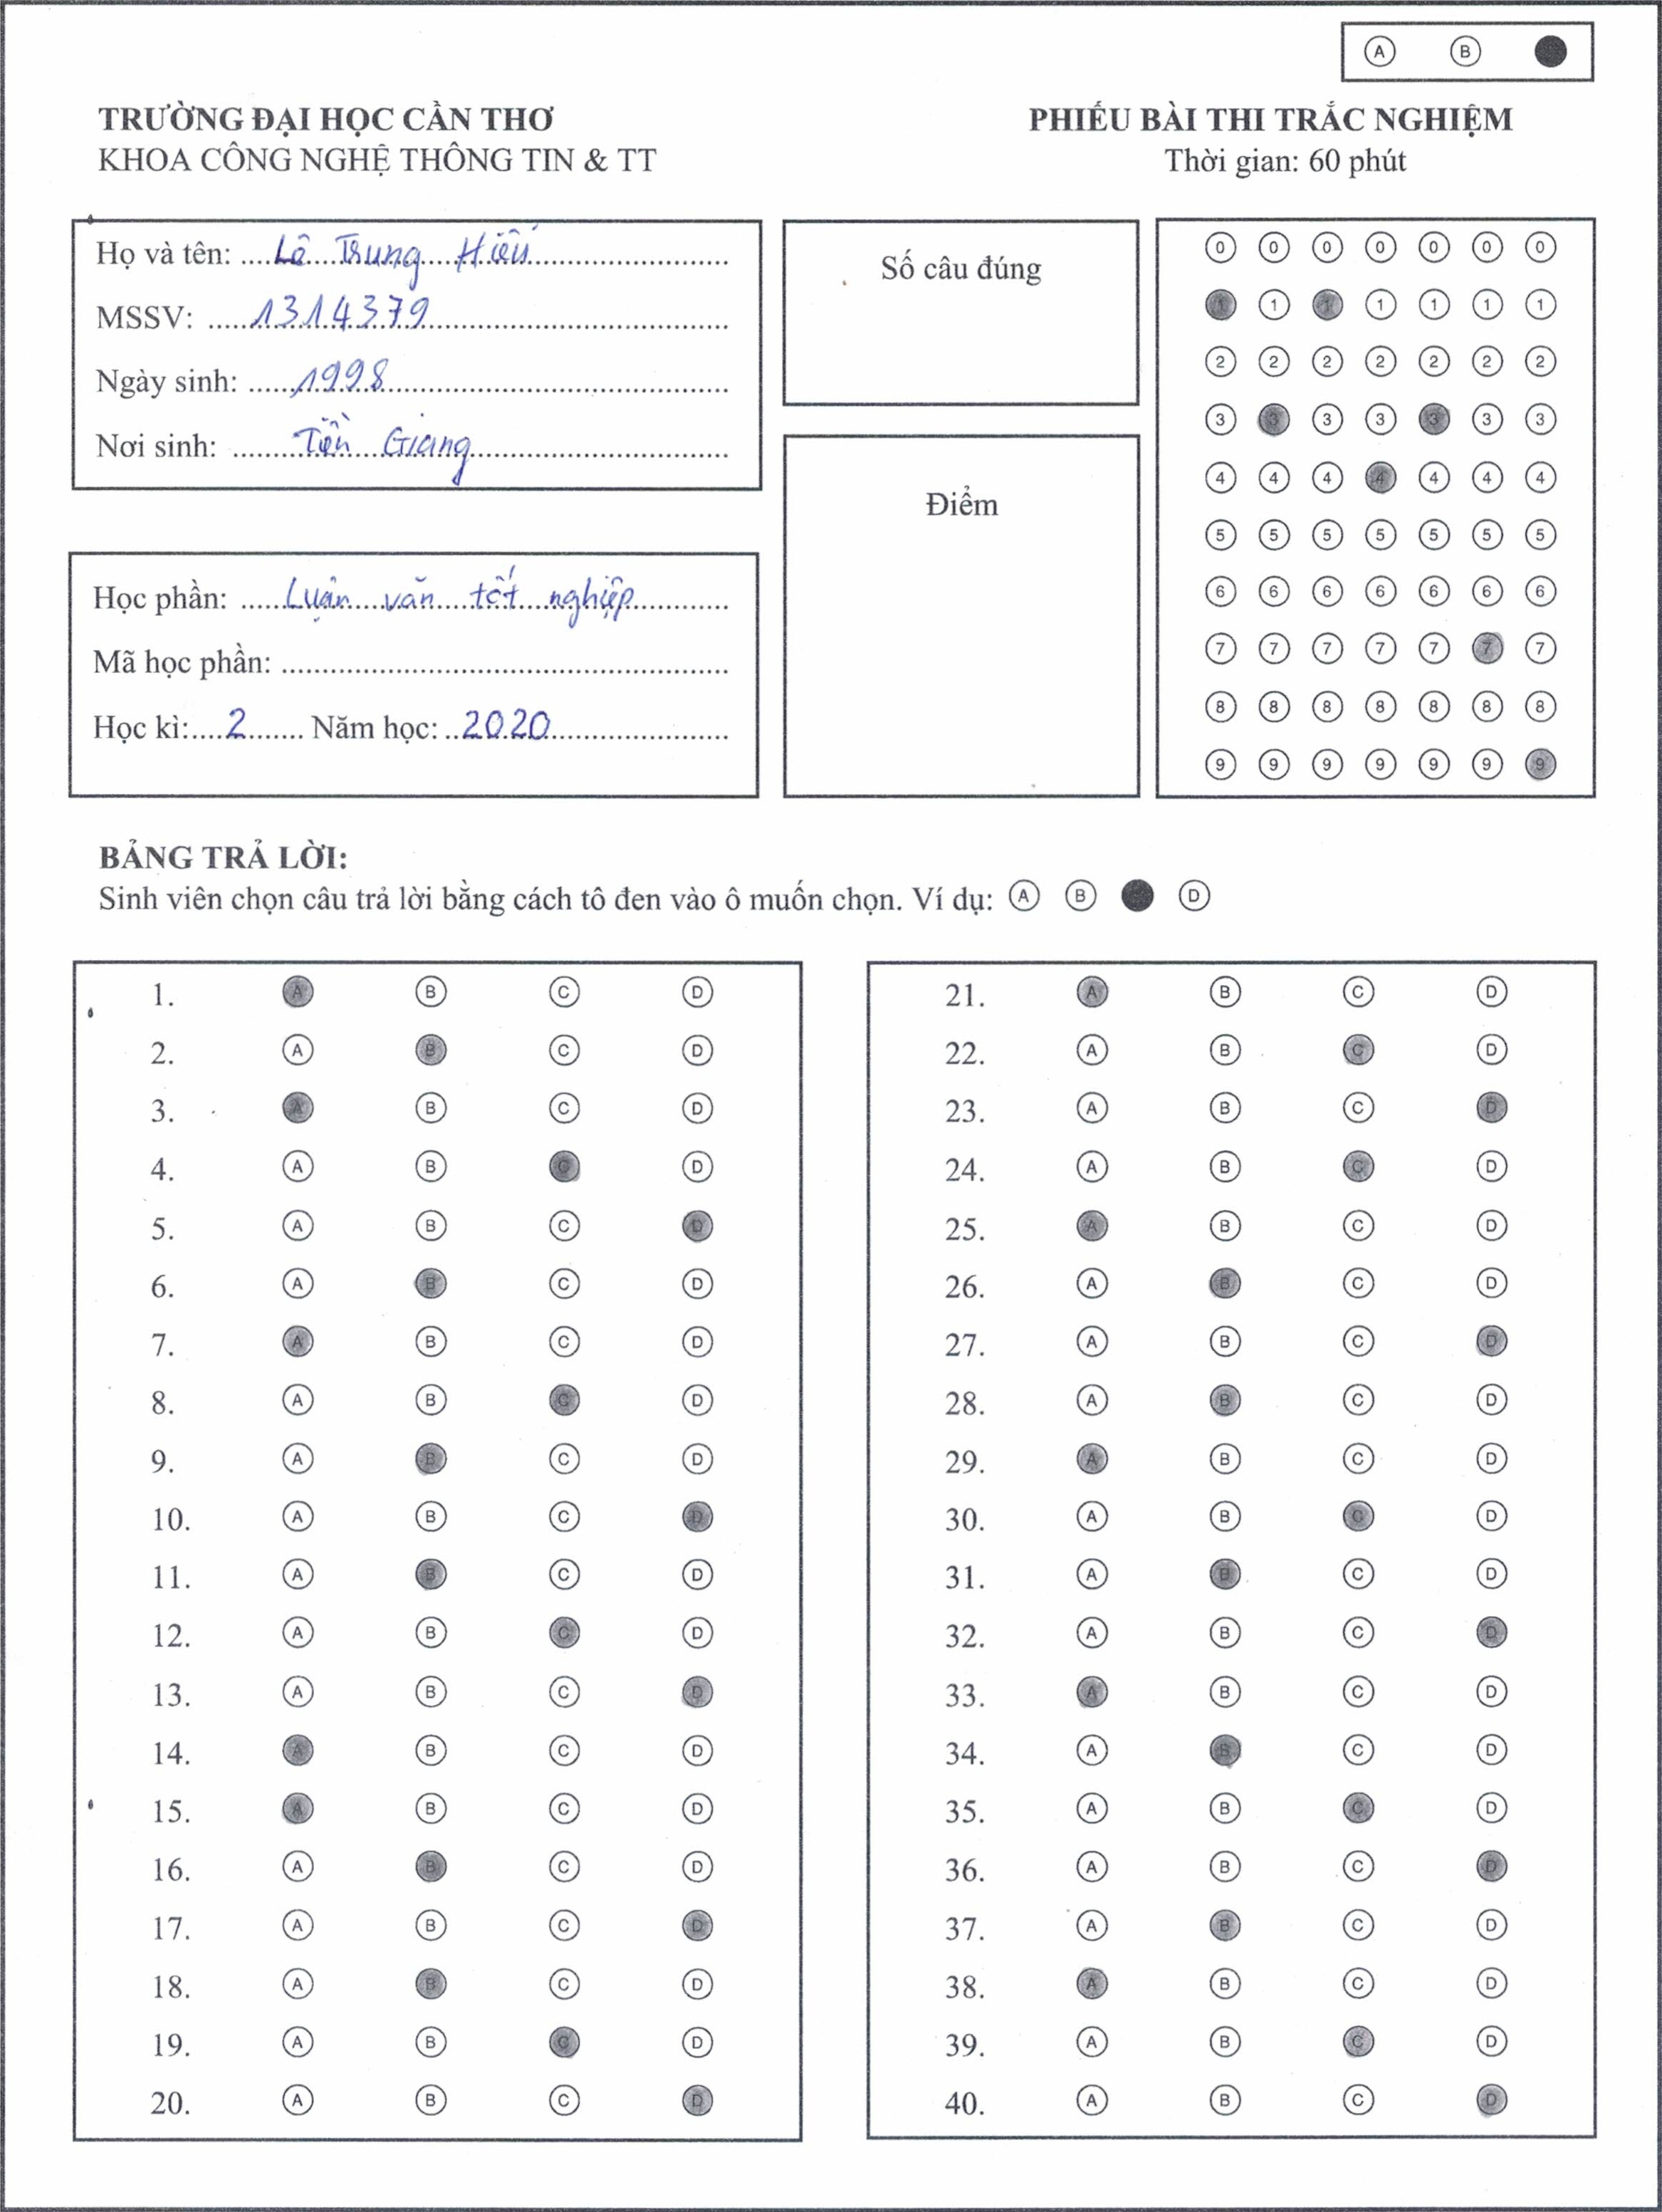 A B
TRƯỜNG ĐẠI HỌC CẦN THƠ
KHOA CÔNG NGHỆ THÔNG TIN & TT
PHIẾU BÀI THI TRẮC NGHIỆM
Thời gian: 60 phút
Họ và tên: Lê Trung Hiếu
MSSV: 1314379
Ngày sinh: 1998
Nơi sinh: Tiền Giang
Học phần: Luận văn tốt nghiệp
Mã học phần:
Học kì: 2 Năm học: 2020
Số câu đúng
Điểm
0 0 0 0 0 0 0
1 1 1 1 1 1 1
2 2 2 2 2 2 2
3 3 3 3 3 3 3
4 4 4 4 4 4 4
5 5 5 5 5 5 5
6 6 6 6 6 6 6
7 7 7 7 7 7 7
8 8 8 8 8 8 8
9 9 9 9 9 9 9
BẢNG TRẢ LỜI:
Sinh viên chọn câu trả lời bằng cách tô đen vào ô muốn chọn. Ví dụ: A B D
1. A B C D
2. A B C D
3. A B C D
4. A B C D
5. A B C D
6. A B C D
7. A B C D
8. A B C D
9. A B C D
10. A B C D
11. A B C D
12. A B C D
13. A B C D
14. A B C D
15. A B C D
16. A B C D
17. A B C D
18. A B C D
19. A B C D
20. A B C D
21. A B C D
22. A B C D
23. A B C D
24. A B C D
25. A B C D
26. A B C D
27. A B C D
28. A B C D
29. A B C D
30. A B C D
31. A B C D
32. A B C D
33. A B C D
34. A B C D
35. A B C D
36. A B C D
37. A B C D
38. A B C D
39. A B C D
40. A B C D